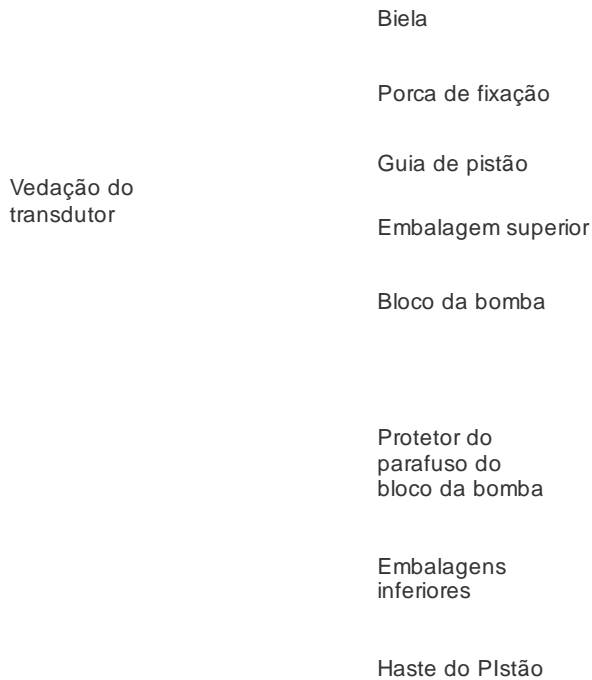 Biela
Porca de fixação
Guia de pistão
Vedação do
transdutor
Embalagem superior
Bloco da bomba
Protetor do
parafuso do
bloco da bomba
Embalagens
inferiores
Haste do PIstão